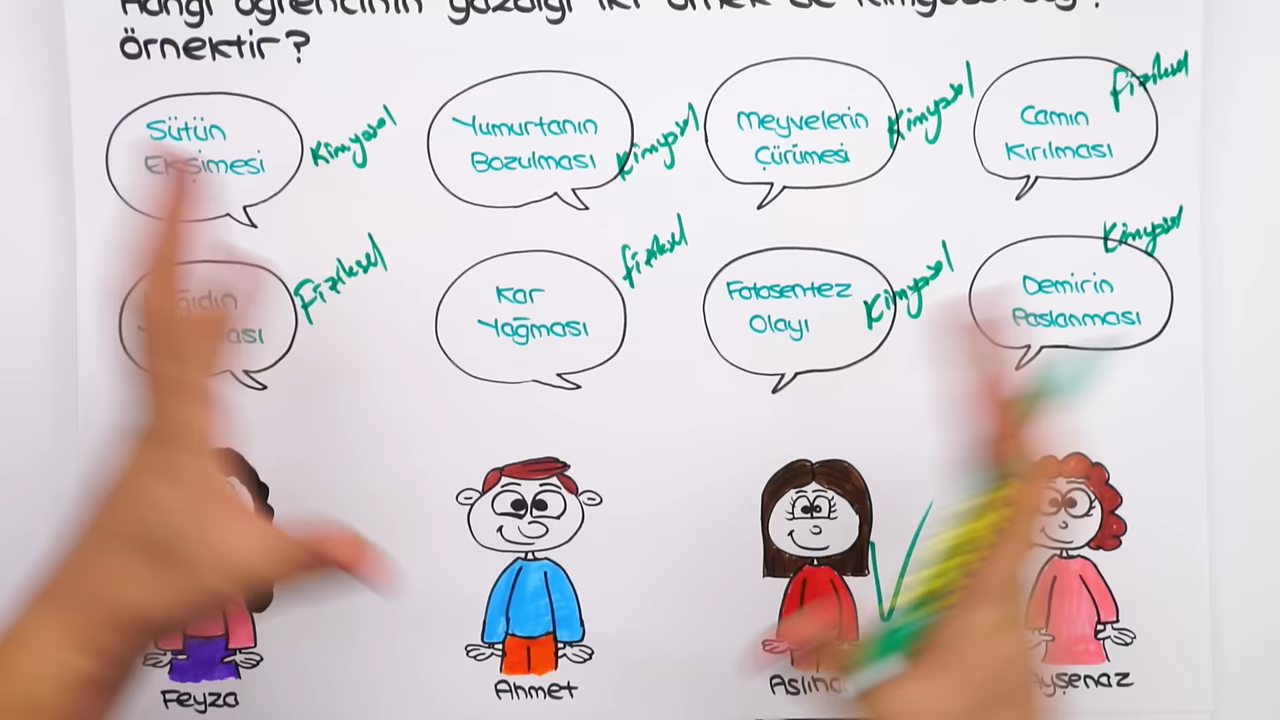 örnektir?
Sütün
Ekşimesi
Kimyasal
Yumurtanın
Bozulması
Kimyasal
Meyvelerin
Çürümesi
Kimyasal
Camın
Kırılması
Fiziksel
Fiziksel
Kar
Yağması
fiziksel
Fotosentez
Olayı
Kimyasal
Demirin
Paslanması
Kimyasal
Feyza
Ahmet